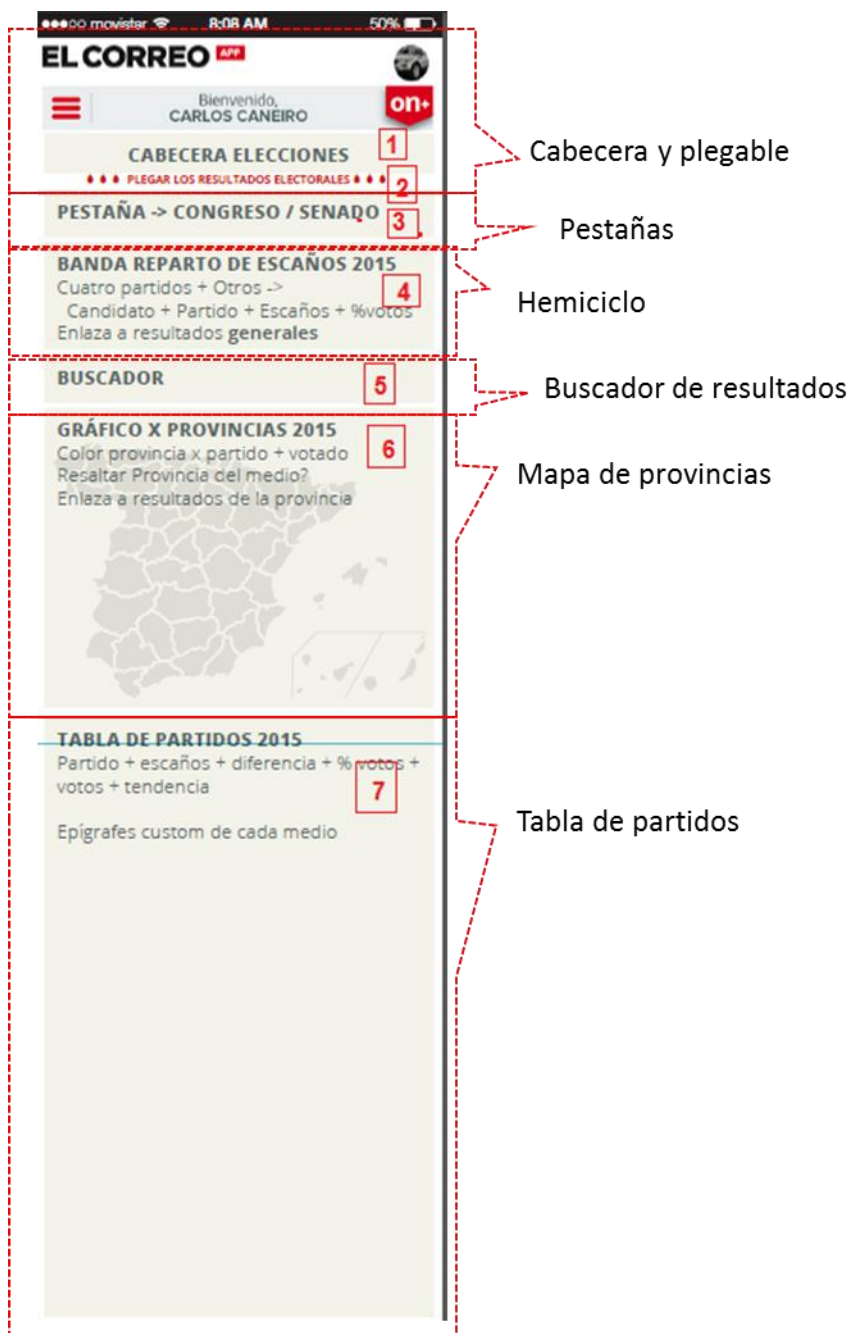 movistar 8:08 AM 50%
EL CORREO APP
Bienvenido,
CARLOS CANEIRO
on+
CABECERA ELECCIONES 1
PLEGAR LOS RESULTADOS ELECTORALES 2
Cabecera y plegable
PESTAÑA -> CONGRESO / SENADO 3
Pestañas
BANDA REPARTO DE ESCAÑOS 2015
Cuatro partidos + Otros -> 4
Candidato + Partido + Escaños + %votos
Enlaza a resultados generales
Hemiciclo
BUSCADOR 5
Buscador de resultados
GRÁFICO X PROVINCIAS 2015
Color provincia x partido + votado 6
Resaltar Provincia del medio?
Enlaza a resultados de la provincia
Mapa de provincias
TABLA DE PARTIDOS 2015
Partido + escaños + diferencia + % votos +
votos + tendencia 7
Epígrafes custom de cada medio
Tabla de partidos